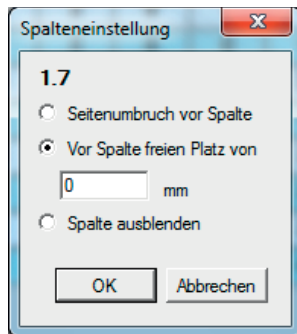 Spalteneinstellung
1.7
Seitenumbruch vor Spalte
Vor Spalte freien Platz von
0 mm
Spalte ausblenden
OK Abbrechen